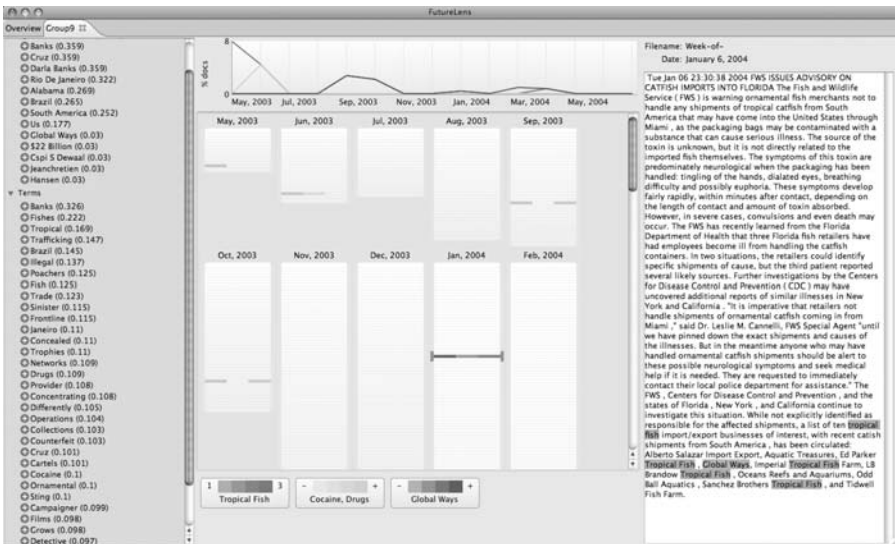 FutureLens
Overview Group9
Banks (0.359)
Cruz (0.359)
Darla Banks (0.359)
Rio De Janeiro (0.322)
Alabama (0.269)
Brazil (0.265)
South America (0.252)
Us (0.177)
Global Ways (0.03)
$22 Billion (0.03)
Cspi S Dewaal (0.03)
Jeanchretien (0.03)
Hansen (0.03)
Terms
Banks (0.326)
Fishes (0.222)
Tropical (0.169)
Trafficking (0.147)
Brazil (0.145)
Illegal (0.137)
Poachers (0.125)
Fish (0.125)
Trade (0.123)
Sinister (0.115)
Frontline (0.115)
Janeiro (0.11)
Concealed (0.11)
Trophies (0.11)
Networks (0.109)
Drugs (0.109)
Provider (0.108)
Concentrating (0.108)
Differently (0.105)
Operations (0.104)
Collections (0.103)
Counterfeit (0.103)
Cruz (0.101)
Cartels (0.101)
Cocaine (0.1)
Ornamental (0.1)
Sting (0.1)
Campaigner (0.099)
Films (0.098)
Grows (0.098)
Detective (0.097)
8
% docs
0
May, 2003 Jul, 2003 Sep, 2003 Nov, 2003 Jan, 2004 Mar, 2004 May, 2004
May, 2003 Jun, 2003 Jul, 2003 Aug, 2003 Sep, 2003
Oct, 2003 Nov, 2003 Dec, 2003 Jan, 2004 Feb, 2004
1 3 - + - +
Tropical Fish Cocaine, Drugs Global Ways
Filename: Week-of-
Date: January 6, 2004
Tue Jan 06 23:30:38 2004 FWS ISSUES ADVISORY ON
CATFISH IMPORTS INTO FLORIDA The Fish and Wildlife
Service ( FWS ) is warning ornamental fish merchants not to
handle any shipments of tropical catfish from South
America that may have come into the United States through
Miami , as the packaging bags may be contaminated with a
substance that can cause serious illness. The source of the
toxin is unknown, but it is not directly related to the
imported fish themselves. The symptoms of this toxin are
predominately neurological when the packaging has been
handled: tingling of the hands, dialated eyes, breathing
difficulty and possibly euphoria. These symptoms develop
fairly rapidly, within minutes after contact, depending on
the length of contact and amount of toxin absorbed.
However, in severe cases, convulsions and even death may
occur. The FWS has recently learned from the Florida
Department of Health that three Florida fish retailers have
had employees become ill from handling the catfish
containers. In two situations, the retailers could identify
specific shipments of cause, but the third patient reported
several likely sources. Further investigations by the Centers
for Disease Control and Prevention ( CDC ) may have
uncovered additional reports of similar illnesses in New
York and California . "It is imperative that retailers not
handle shipments of ornamental catfish coming in from
Miami ," said Dr. Leslie M. Cannelli, FWS Special Agent "until
we have pinned down the exact shipments and causes of
the illnesses. But in the meantime anyone who may have
handled ornamental catfish shipments should be alert to
these possible neurological symptoms and seek medical
help if it is needed. They are requested to immediately
contact their local police department for assistance." The
FWS , Centers for Disease Control and Prevention , and the
states of Florida , New York , and California continue to
investigate this situation. While not explicitly identified as
responsible for the affected shipments, a list of ten tropical
fish import/export businesses of interest, with recent catish
shipments from South America , has been circulated:
Alberto Salazar Import Export, Aquatic Treasures, Ed Parker
Tropical Fish , Global Ways, Imperial Tropical Fish Farm, LB
Brandow Tropical Fish , Oceans Reefs and Aquariums, Odd
Ball Aquatics , Sanchez Brothers Tropical Fish , and Tidwell
Fish Farm.